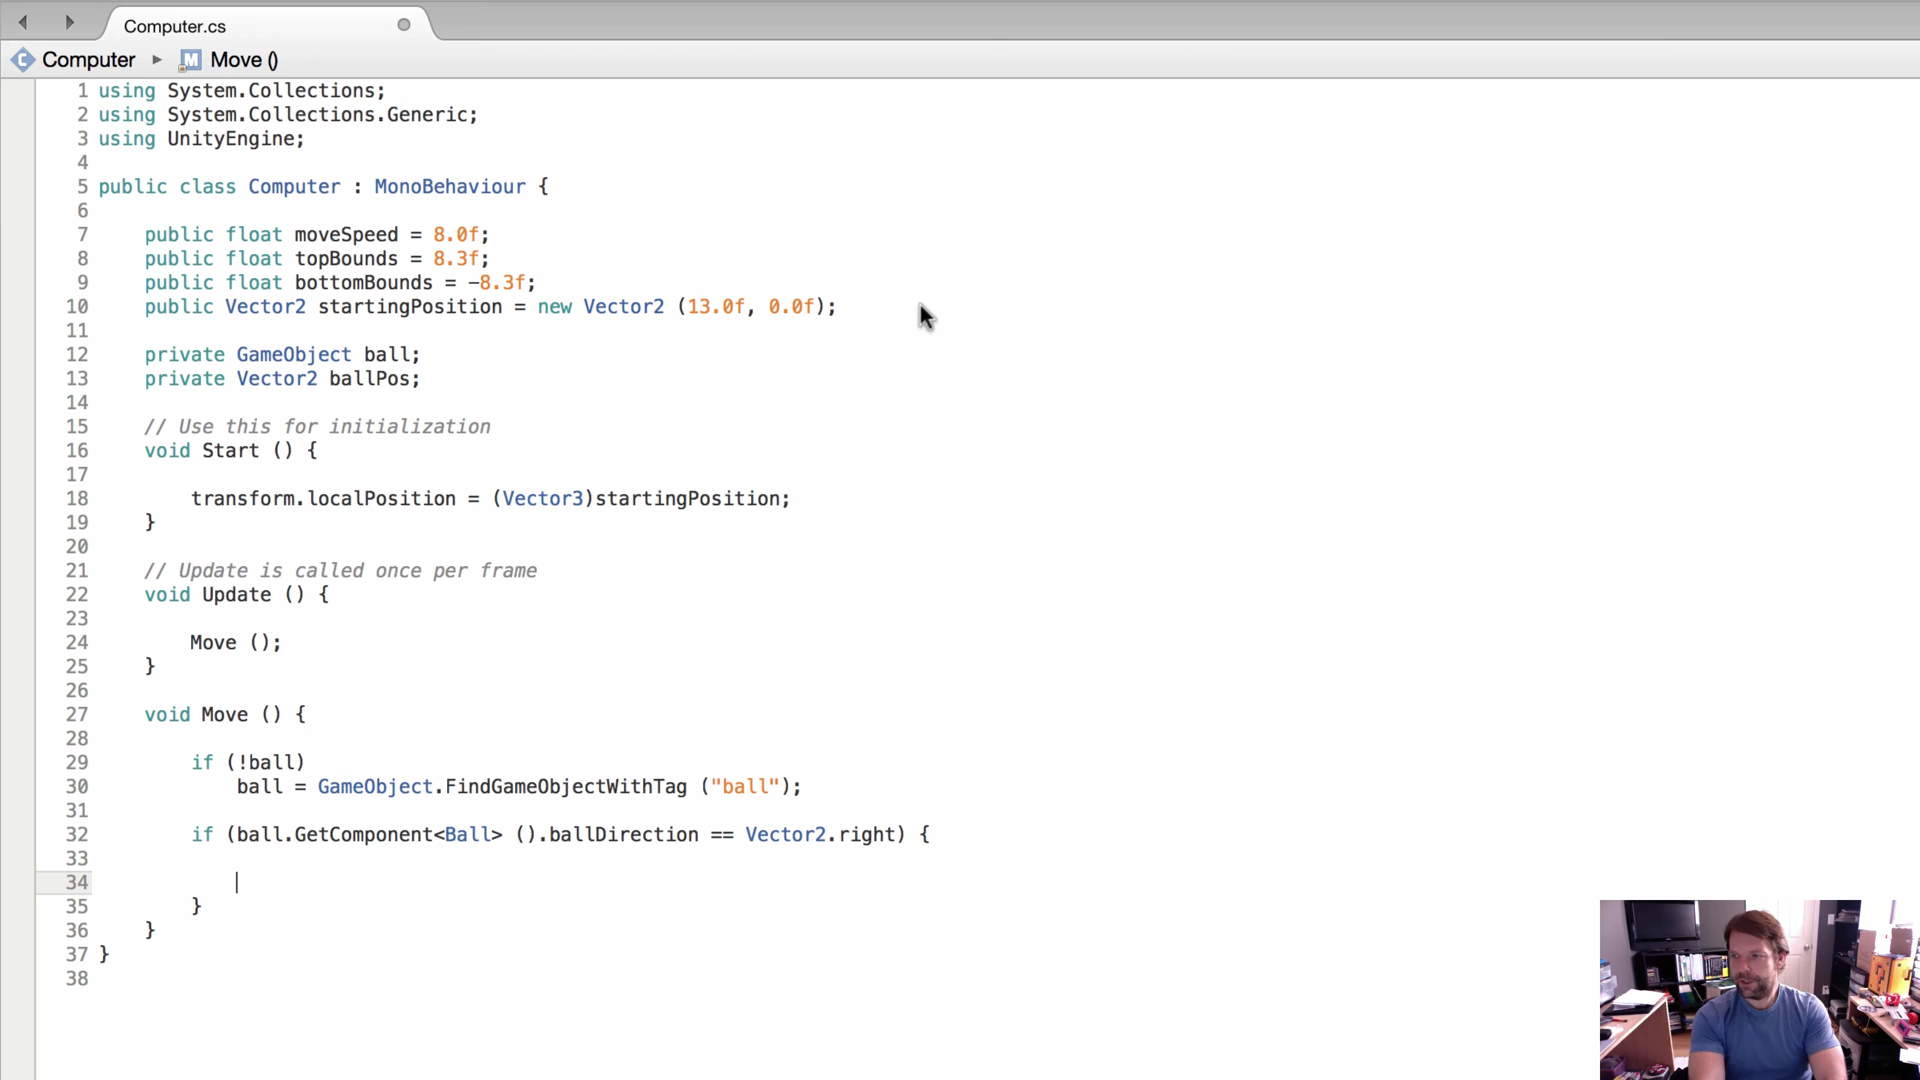 Computer.cs
Computer ▸ Move ()
1 using System.Collections;
2 using System.Collections.Generic;
3 using UnityEngine;
4
5 public class Computer : MonoBehaviour {
6
7 public float moveSpeed = 8.0f;
8 public float topBounds = 8.3f;
9 public float bottomBounds = -8.3f;
10 public Vector2 startingPosition = new Vector2 (13.0f, 0.0f);
11
12 private GameObject ball;
13 private Vector2 ballPos;
14
15 // Use this for initialization
16 void Start () {
17
18 transform.localPosition = (Vector3)startingPosition;
19 }
20
21 // Update is called once per frame
22 void Update () {
23
24 Move ();
25 }
26
27 void Move () {
28
29 if (!ball)
30 ball = GameObject.FindGameObjectWithTag ("ball");
31
32 if (ball.GetComponent<Ball> ().ballDirection == Vector2.right) {
33
34
35 }
36 }
37 }
38